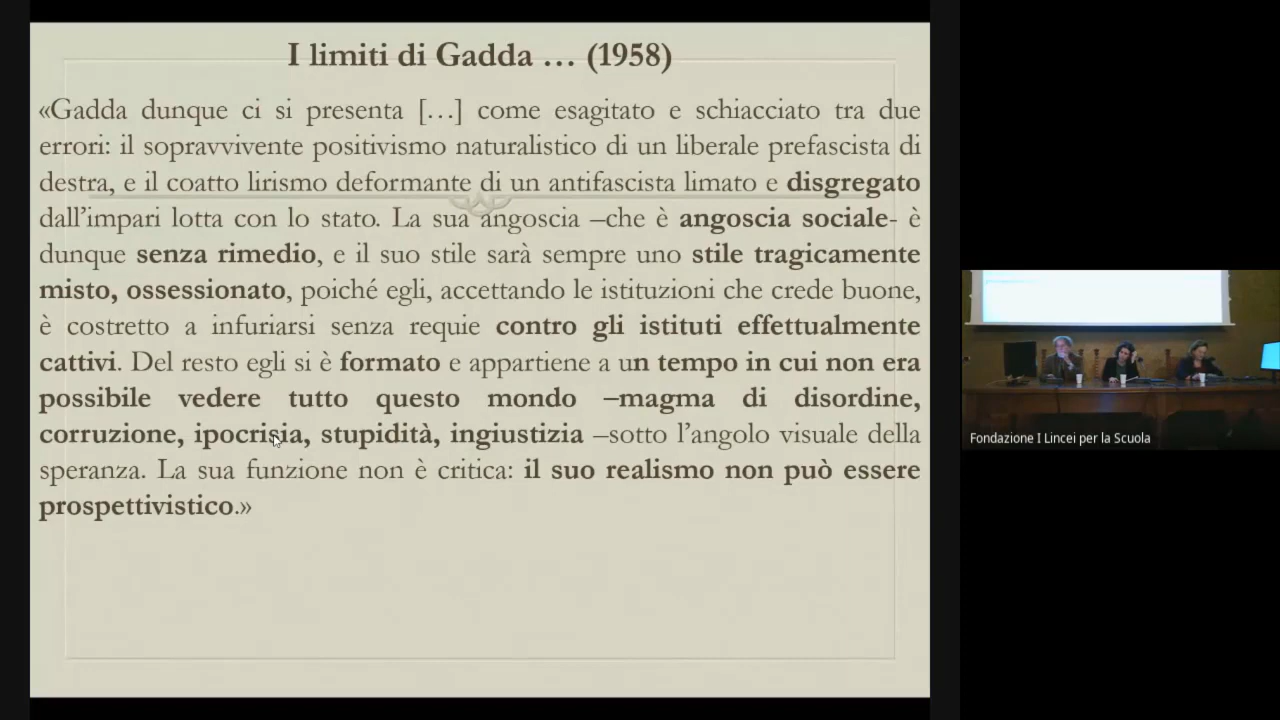 I limiti di Gadda … (1958)
«Gadda dunque ci si presenta […] come esagitato e schiacciato tra due
errori: il sopravvivente positivismo naturalistico di un liberale prefascista di
destra, e il coatto lirismo deformante di un antifascista limato e disgregato
dall’impari lotta con lo stato. La sua angoscia –che è angoscia sociale- è
dunque senza rimedio, e il suo stile sarà sempre uno stile tragicamente
misto, ossessionato, poiché egli, accettando le istituzioni che crede buone,
è costretto a infuriarsi senza requie contro gli istituti effettualmente
cattivi. Del resto egli si è formato e appartiene a un tempo in cui non era
possibile vedere tutto questo mondo –magma di disordine,
corruzione, ipocrisia, stupidità, ingiustizia –sotto l’angolo visuale della
speranza. La sua funzione non è critica: il suo realismo non può essere
prospettivistico.»
Fondazione I Lincei per la Scuola